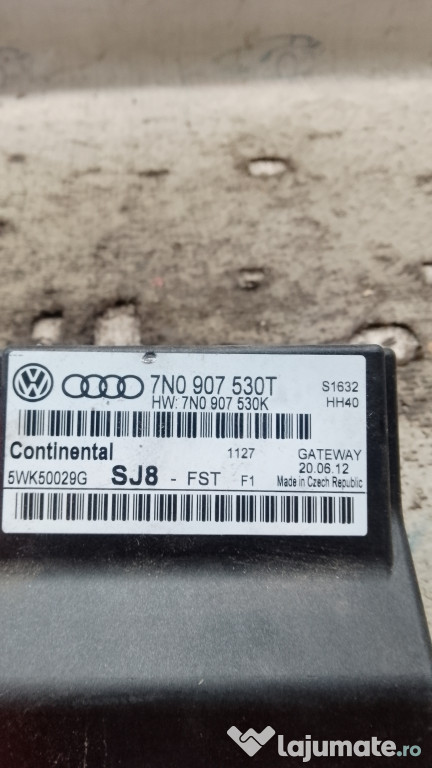 7N0 907 530T
HW: 7N0 907 530K
S1632
HH40
Continental
1127
GATEWAY
5WK50029G
SJ8 - FST F1
20.06.12
Made in Czech Republic
lajumate.ro